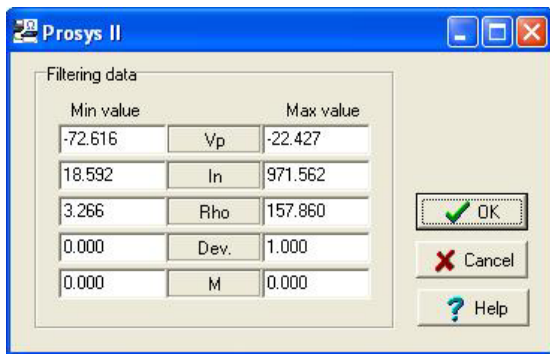 Prosys II
Filtering data
Min value Max value
-72.616 Vp -22.427
18.592 In 971.562
3.266 Rho 157.860
0.000 Dev. 1.000
0.000 M 0.000
OK
Cancel
Help